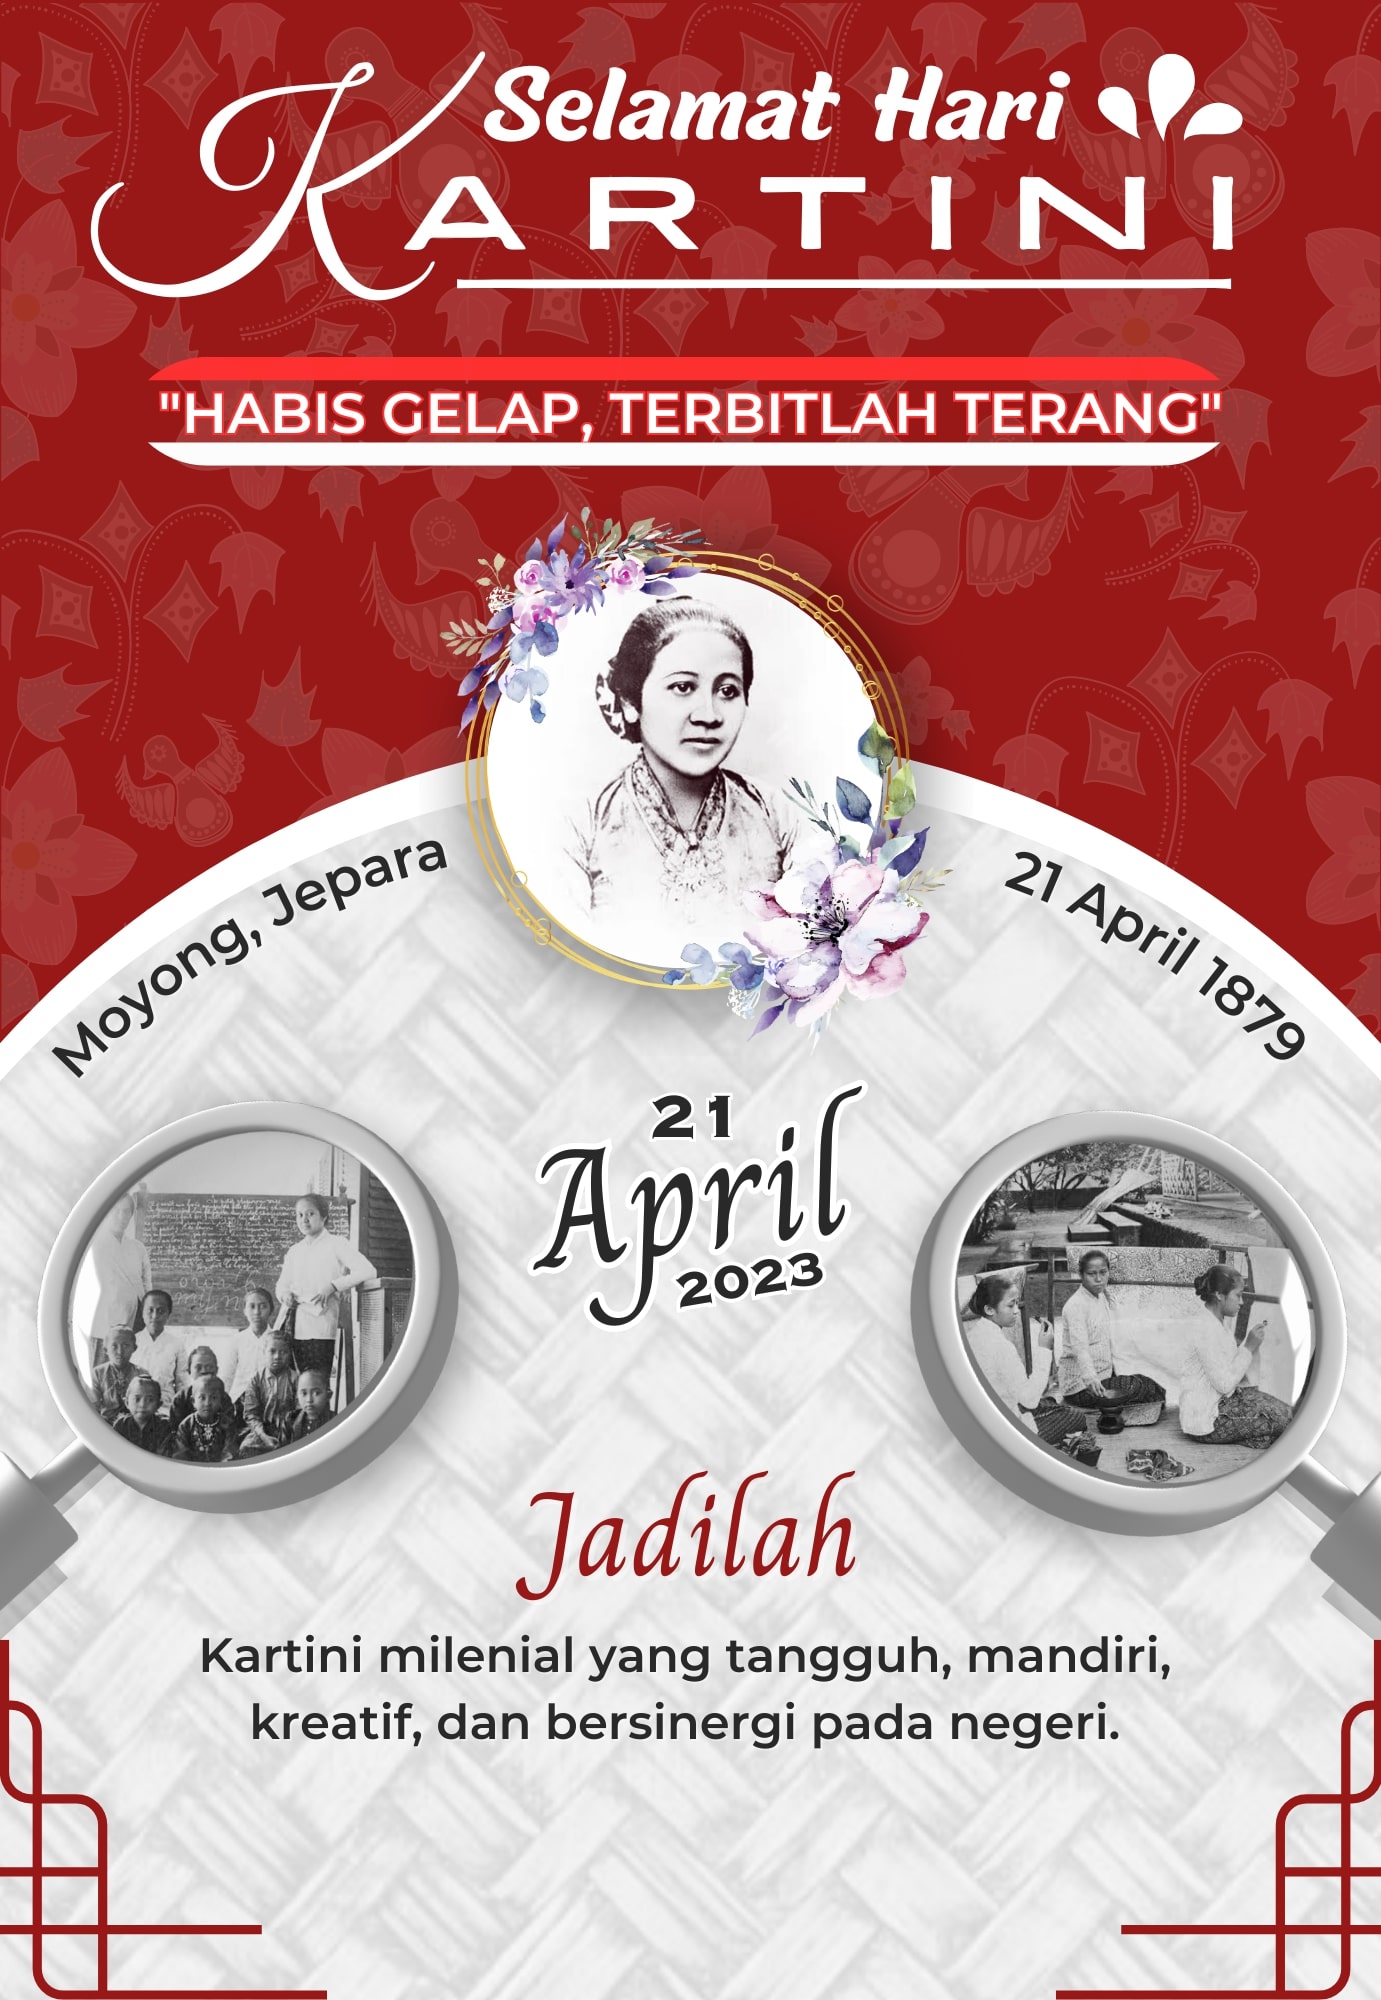 Selamat Hari
KARTINI
"HABIS GELAP, TERBITLAH TERANG"
Moyong, Jepara
21 April 1879
21
April
2023
Jadilah
Kartini milenial yang tangguh, mandiri,
kreatif, dan bersinergi pada negeri.